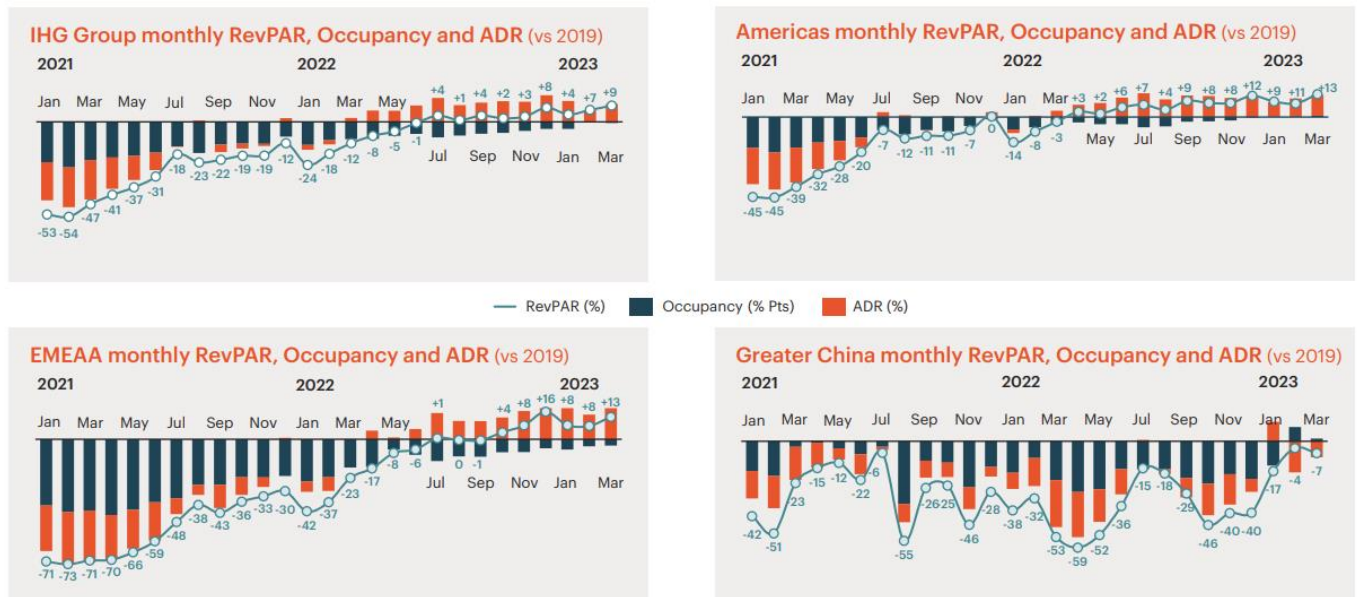 IHG Group monthly RevPAR, Occupancy and ADR (vs 2019)
2021 2022 2023
Jan Mar May Jul Sep Nov Jan Mar May
+4 +1 +4 +2 +3 +8 +4 +7 +9
-53 -54 -47 -41 -37 -31 -18 -23 -22 -19 -19 -12 -24 -18 -12 -8 -5 -1
Jul Sep Nov Jan Mar
Americas monthly RevPAR, Occupancy and ADR (vs 2019)
2021 2022 2023
Jan Mar May Jul Sep Nov Jan Mar
+3 +2 +6 +7 +4 +9 +8 +8 +12 +9 +11 +13
-45 -45 -39 -32 -28 -20 -7 -12 -11 -11 -7 0 -14 -8 -3
May Jul Sep Nov Jan Mar
RevPAR (%) Occupancy (% Pts) ADR (%)
EMEAA monthly RevPAR, Occupancy and ADR (vs 2019)
2021 2022 2023
Jan Mar May Jul Sep Nov Jan Mar May
+1 +4 +8 +16 +8 +8 +13
-71 -73 -71 -70 -66 -59 -48 -38 -43 -36 -33 -30 -42 -37 -23 -17 -8 -6 0 -1
Jul Sep Nov Jan Mar
Greater China monthly RevPAR, Occupancy and ADR (vs 2019)
2021 2022 2023
Jan Mar May Jul Sep Nov Jan Mar May Jul Sep Nov Jan Mar
-42 -51 -23 -15 -12 -22 -6 -55 -26 25 -46 -28 -38 -32 -53 -59 -52 -36 -15 -18 -29 -46 -40 -40 -17 -4 -7